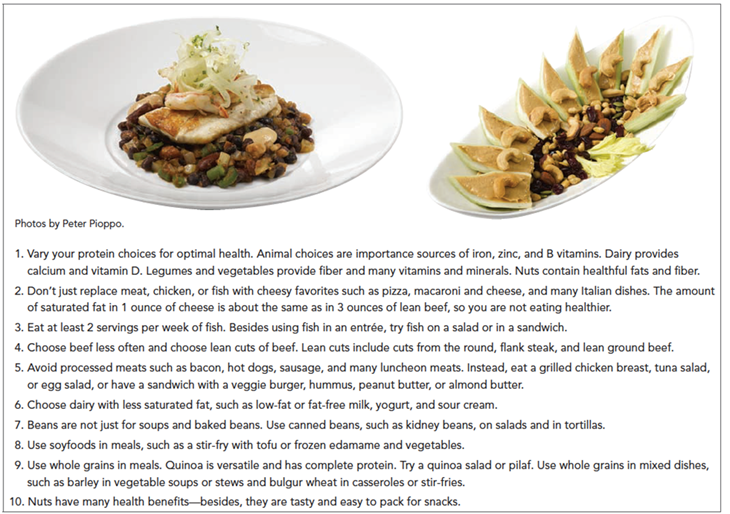 Photos by Peter Pioppo.
1. Vary your protein choices for optimal health. Animal choices are importance sources of iron, zinc, and B vitamins. Dairy provides
calcium and vitamin D. Legumes and vegetables provide fiber and many vitamins and minerals. Nuts contain healthful fats and fiber.
2. Don’t just replace meat, chicken, or fish with cheesy favorites such as pizza, macaroni and cheese, and many Italian dishes. The amount
of saturated fat in 1 ounce of cheese is about the same as in 3 ounces of lean beef, so you are not eating healthier.
3. Eat at least 2 servings per week of fish. Besides using fish in an entrée, try fish on a salad or in a sandwich.
4. Choose beef less often and choose lean cuts of beef. Lean cuts include cuts from the round, flank steak, and lean ground beef.
5. Avoid processed meats such as bacon, hot dogs, sausage, and many luncheon meats. Instead, eat a grilled chicken breast, tuna salad,
or egg salad, or have a sandwich with a veggie burger, hummus, peanut butter, or almond butter.
6. Choose dairy with less saturated fat, such as low-fat or fat-free milk, yogurt, and sour cream.
7. Beans are not just for soups and baked beans. Use canned beans, such as kidney beans, on salads and in tortillas.
8. Use soyfoods in meals, such as a stir-fry with tofu or frozen edamame and vegetables.
9. Use whole grains in meals. Quinoa is versatile and has complete protein. Try a quinoa salad or pilaf. Use whole grains in mixed dishes,
such as barley in vegetable soups or stews and bulgur wheat in casseroles or stir-fries.
10. Nuts have many health benefits—besides, they are tasty and easy to pack for snacks.